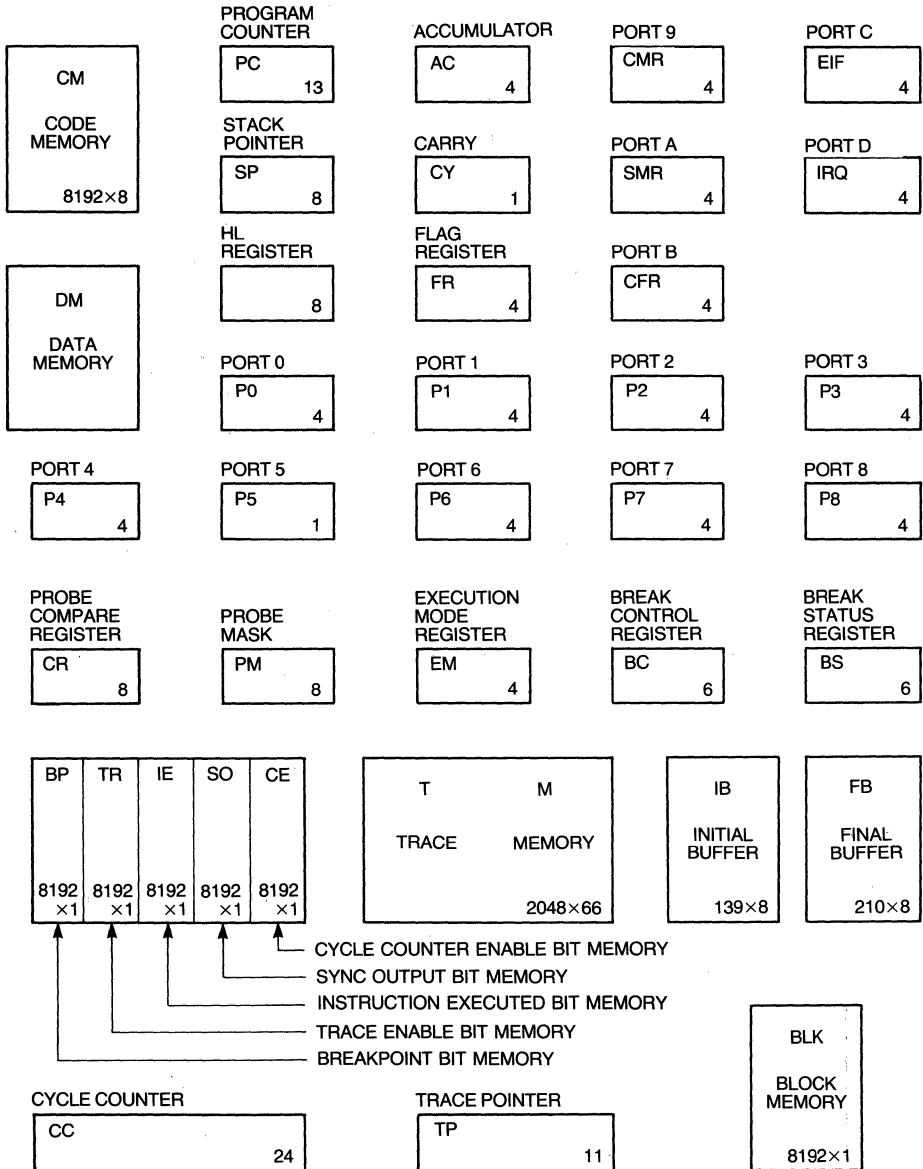 CM
CODE
MEMORY
8192×8
PROGRAM
COUNTER
PC
13
ACCUMULATOR
AC
4
PORT 9
CMR
4
PORT C
EIF
4
STACK
POINTER
SP
8
CARRY
CY
1
PORT A
SMR
4
PORT D
IRQ
4
DM
DATA
MEMORY
HL
REGISTER
8
FLAG
REGISTER
FR
4
PORT B
CFR
4
PORT 0
P0
4
PORT 1
P1
4
PORT 2
P2
4
PORT 3
P3
4
PORT 4
P4
4
PORT 5
P5
1
PORT 6
P6
4
PORT 7
P7
4
PORT 8
P8
4
PROBE
COMPARE
REGISTER
CR
8
PROBE
MASK
PM
8
EXECUTION
MODE
REGISTER
EM
4
BREAK
CONTROL
REGISTER
BC
6
BREAK
STATUS
REGISTER
BS
6
BP
8192
×1
TR
8192
×1
IE
8192
×1
SO
8192
×1
CE
8192
×1
T M
TRACE MEMORY
2048×66
IB
INITIAL
BUFFER
139×8
FB
FINAL
BUFFER
210×8
CYCLE COUNTER ENABLE BIT MEMORY
SYNC OUTPUT BIT MEMORY
INSTRUCTION EXECUTED BIT MEMORY
TRACE ENABLE BIT MEMORY
BREAKPOINT BIT MEMORY
CYCLE COUNTER
CC
24
TRACE POINTER
TP
11
BLK
BLOCK
MEMORY
8192×1